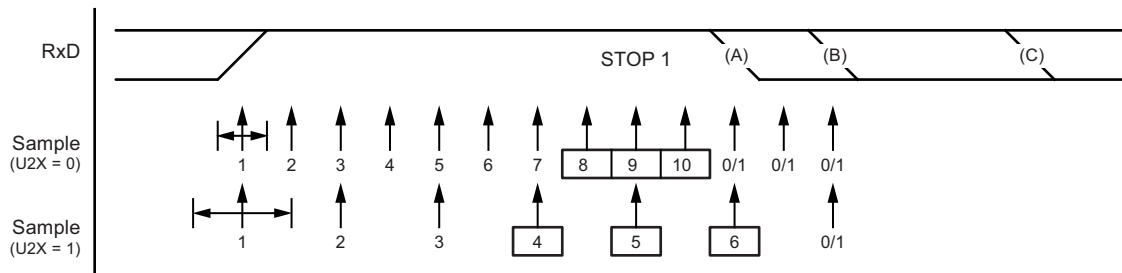 RxD
STOP 1 (A) (B) (C)
Sample
(U2X = 0)
1 2 3 4 5 6 7 8 9 10 0/1 0/1 0/1
Sample
(U2X = 1)
1 2 3 4 5 6 0/1